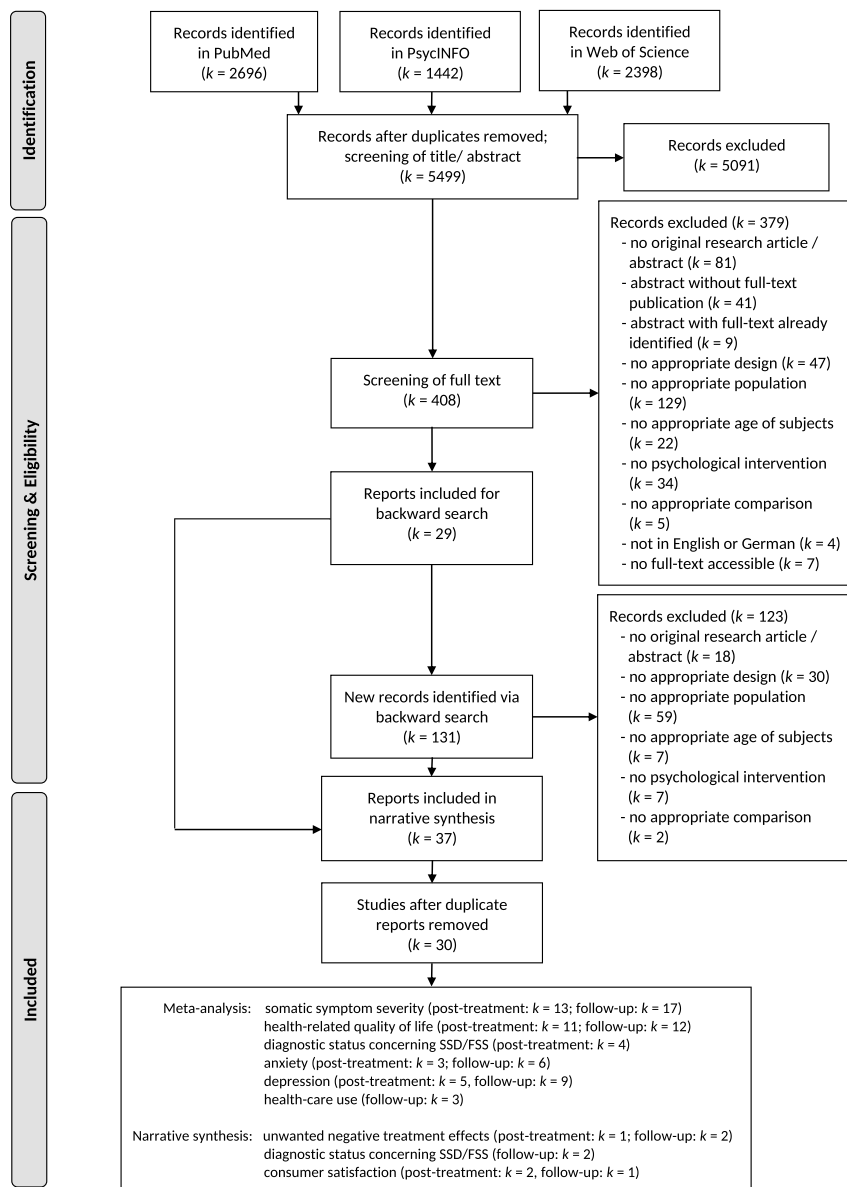 Identification
Records identified
in PubMed
(k = 2696)
Records identified
in PsycINFO
(k = 1442)
Records identified
in Web of Science
(k = 2398)
Records after duplicates removed;
screening of title/ abstract
(k = 5499)
Records excluded
(k = 5091)
Screening & Eligibility
Screening of full text
(k = 408)
Records excluded (k = 379)
- no original research article /
abstract (k = 81)
- abstract without full-text
publication (k = 41)
- abstract with full-text already
identified (k = 9)
- no appropriate design (k = 47)
- no appropriate population
(k = 129)
- no appropriate age of subjects
(k = 22)
- no psychological intervention
(k = 34)
- no appropriate comparison
(k = 5)
- not in English or German (k = 4)
- no full-text accessible (k = 7)
Reports included for
backward search
(k = 29)
New records identified via
backward search
(k = 131)
Records excluded (k = 123)
- no original research article /
abstract (k = 18)
- no appropriate design (k = 30)
- no appropriate population
(k = 59)
- no appropriate age of subjects
(k = 7)
- no psychological intervention
(k = 7)
- no appropriate comparison
(k = 2)
Included
Reports included in
narrative synthesis
(k = 37)
Studies after duplicate
reports removed
(k = 30)
Meta-analysis: somatic symptom severity (post-treatment: k = 13; follow-up: k = 17)
health-related quality of life (post-treatment: k = 11; follow-up: k = 12)
diagnostic status concerning SSD/FSS (post-treatment: k = 4)
anxiety (post-treatment: k = 3; follow-up: k = 6)
depression (post-treatment: k = 5, follow-up: k = 9)
health-care use (follow-up: k = 3)
Narrative synthesis: unwanted negative treatment effects (post-treatment: k = 1; follow-up: k = 2)
diagnostic status concerning SSD/FSS (follow-up: k = 2)
consumer satisfaction (post-treatment: k = 2, follow-up: k = 1)